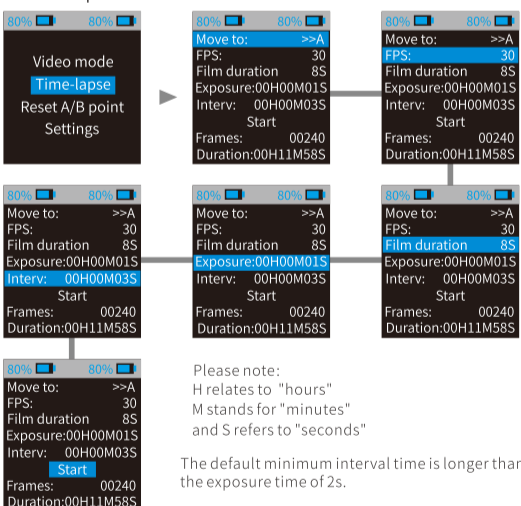 80% 80%
Video mode
Time-lapse
Reset A/B point
Settings
80% 80%
Move to: >>A
FPS: 30
Film duration 8S
Exposure:00H00M01S
Interv: 00H00M03S
Start
Frames: 00240
Duration:00H11M58S
80% 80%
Move to: >>A
FPS: 30
Film duration 8S
Exposure:00H00M01S
Interv: 00H00M03S
Start
Frames: 00240
Duration:00H11M58S
80% 80%
Move to: >>A
FPS: 30
Film duration 8S
Exposure:00H00M01S
Interv: 00H00M03S
Start
Frames: 00240
Duration:00H11M58S
80% 80%
Move to: >>A
FPS: 30
Film duration 8S
Exposure:00H00M01S
Interv: 00H00M03S
Start
Frames: 00240
Duration:00H11M58S
80% 80%
Move to: >>A
FPS: 30
Film duration 8S
Exposure:00H00M01S
Interv: 00H00M03S
Start
Frames: 00240
Duration:00H11M58S
80% 80%
Move to: >>A
FPS: 30
Film duration 8S
Exposure:00H00M01S
Interv: 00H00M03S
Start
Frames: 00240
Duration:00H11M58S
Please note:
H relates to "hours"
M stands for "minutes"
and S refers to "seconds"
The default minimum interval time is longer than
the exposure time of 2s.